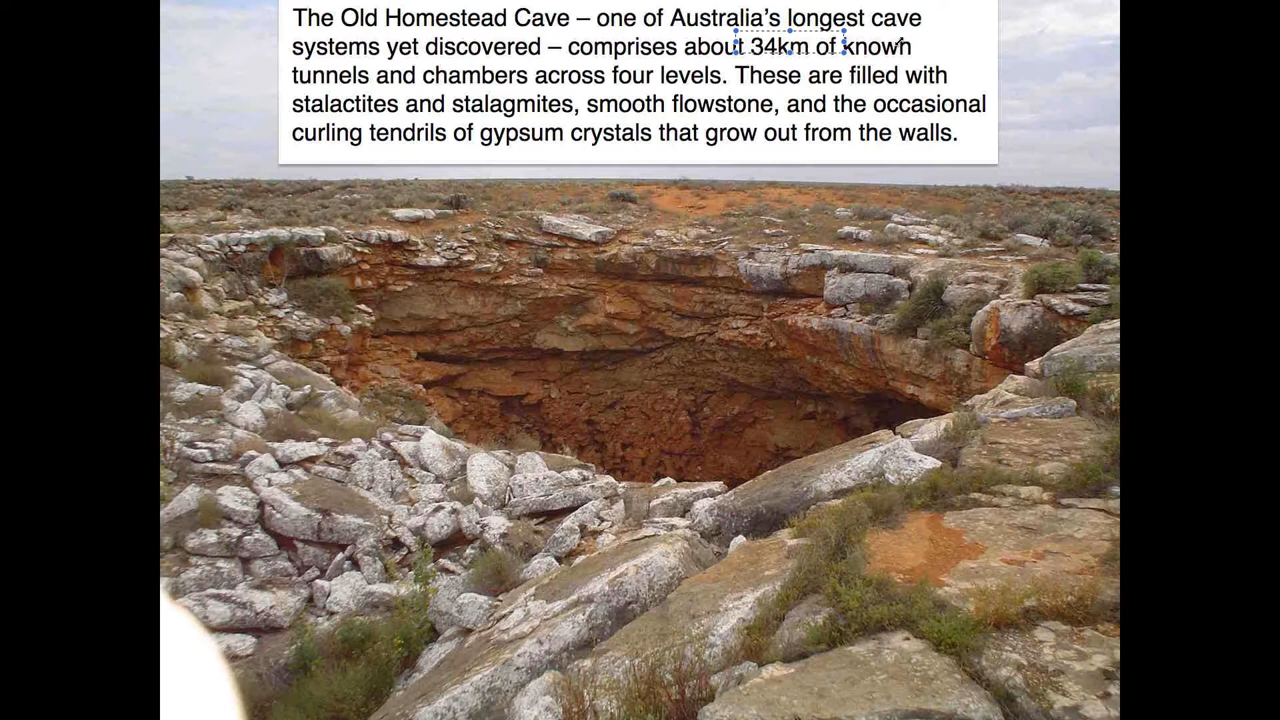 The Old Homestead Cave – one of Australia’s longest cave
systems yet discovered – comprises about 34km of known
tunnels and chambers across four levels. These are filled with
stalactites and stalagmites, smooth flowstone, and the occasional
curling tendrils of gypsum crystals that grow out from the walls.